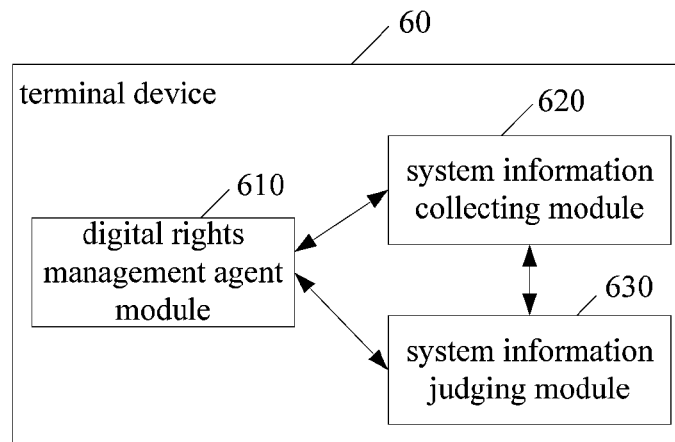 60
terminal device
620
system information
collecting module
610
digital rights
management agent
module
630
system information
judging module